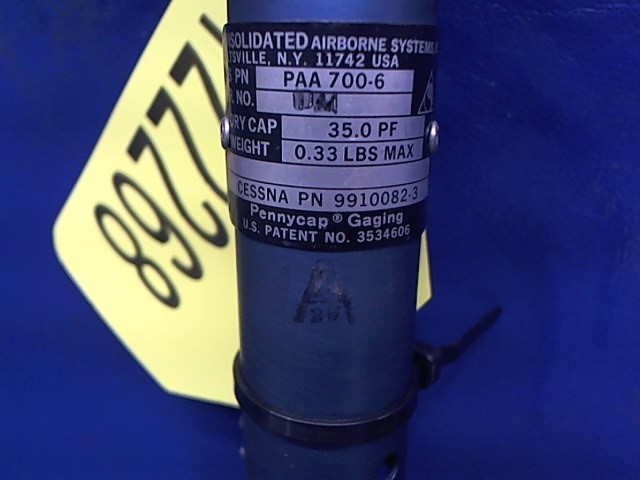 NSOLIDATED AIRBORNE SYSTEMS,
TSVILLE, N.Y. 11742 USA
S PN PAA 700-6
R. NO.
DRY CAP 35.0 PF
WEIGHT 0.33 LBS MAX
CESSNA PN 9910082-3
Pennycap® Gaging
U.S. PATENT NO. 3534606
A